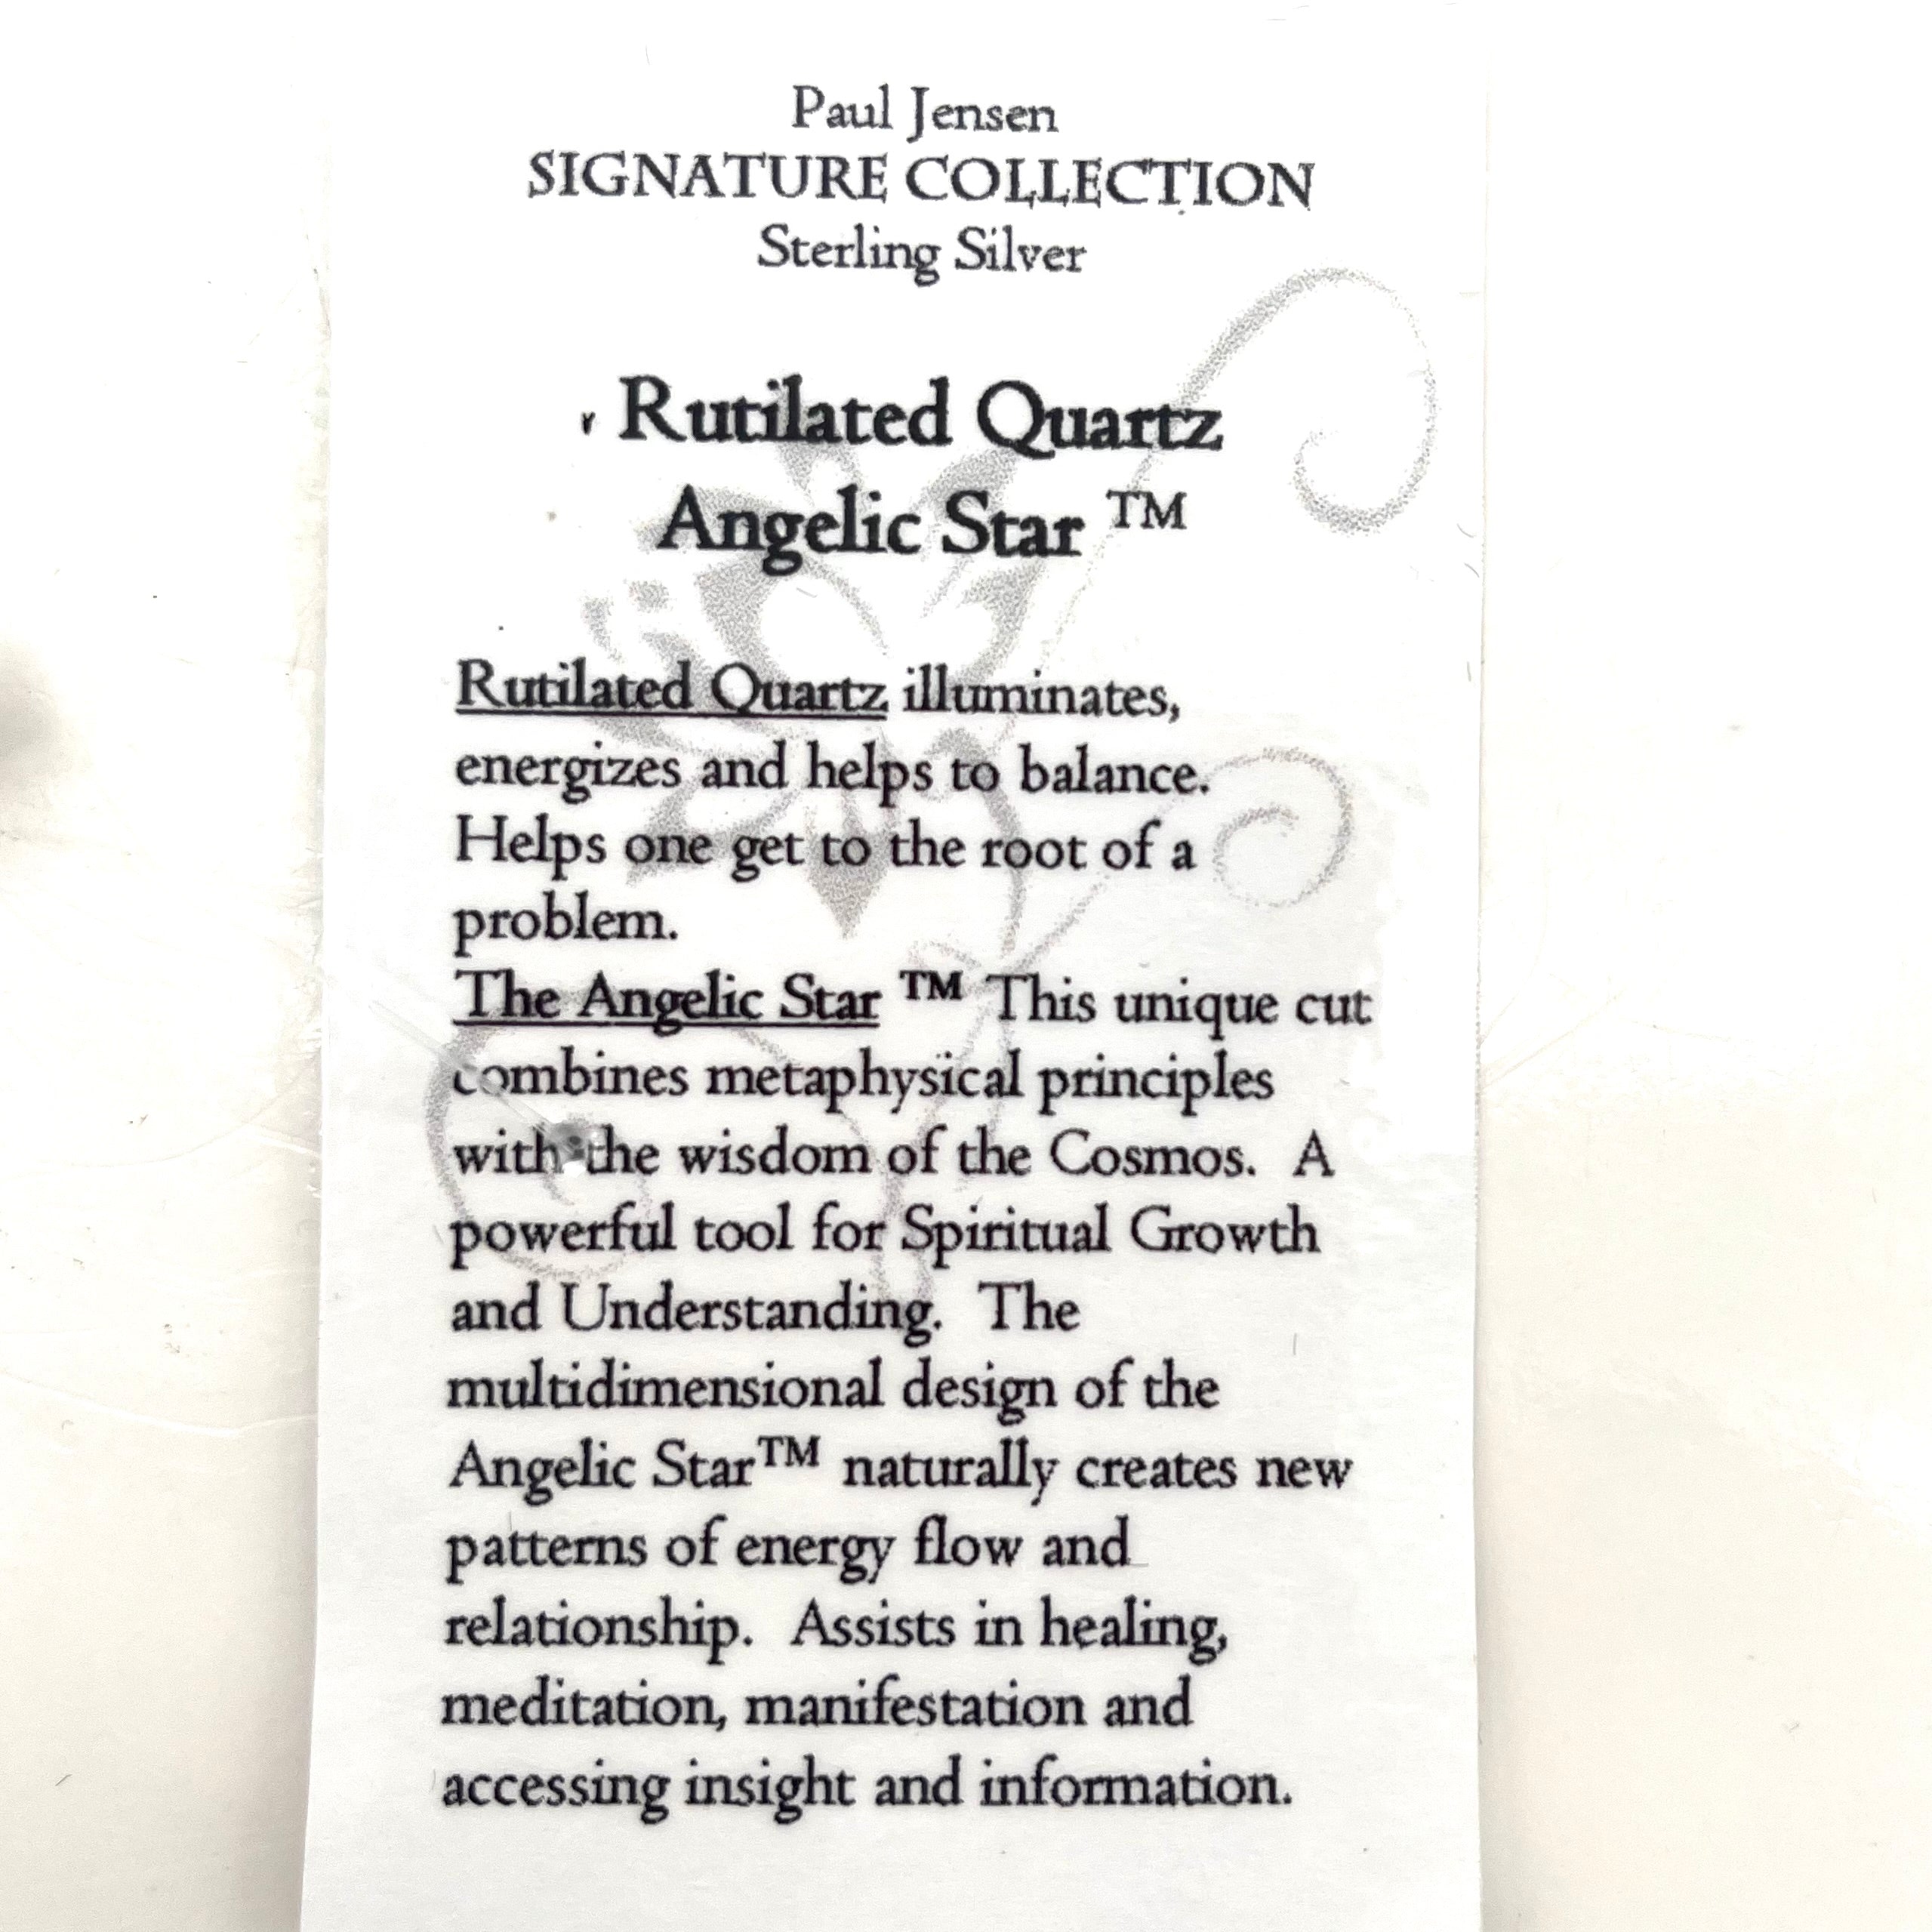 Paul Jensen
SIGNATURE COLLECTION
Sterling Silver
Rutilated Quartz
Angelic Star ™
Rutilated Quartz illuminates,
energizes and helps to balance.
Helps one get to the root of a
problem.
The Angelic Star ™ This unique cut
combines metaphysical principles
with the wisdom of the Cosmos. A
powerful tool for Spiritual Growth
and Understanding. The
multidimensional design of the
Angelic Star™ naturally creates new
patterns of energy flow and
relationship. Assists in healing,
meditation, manifestation and
accessing insight and information.